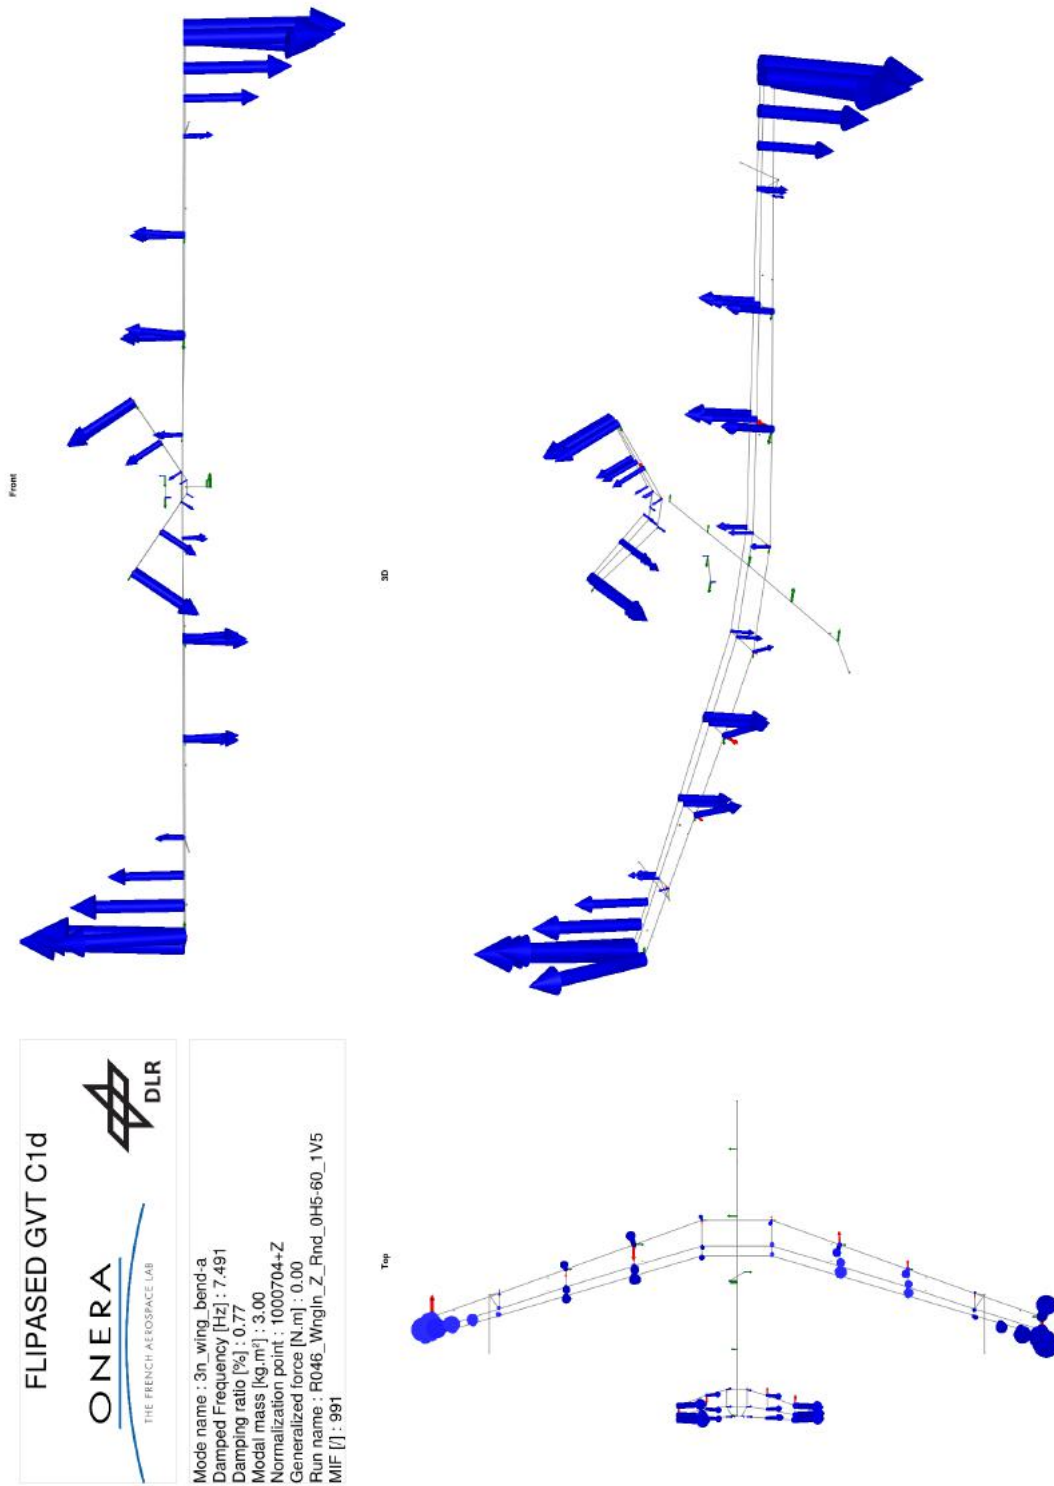 FLIPASED GVT C1d
ONERA
THE FRENCH AEROSPACE LAB
DLR
Mode name : 3n_wing_bend-a
Damped Frequency [Hz] : 7.491
Damping ratio [%] : 0.77
Modal mass [kg.m²] : 3.00
Normalization point : 1000704+Z
Generalized force [N.m] : 0.00
Run name : R046_WngIn_Z_Rnd_0H5-60_1V5
MIF [/] : 991
Front
3D
Top